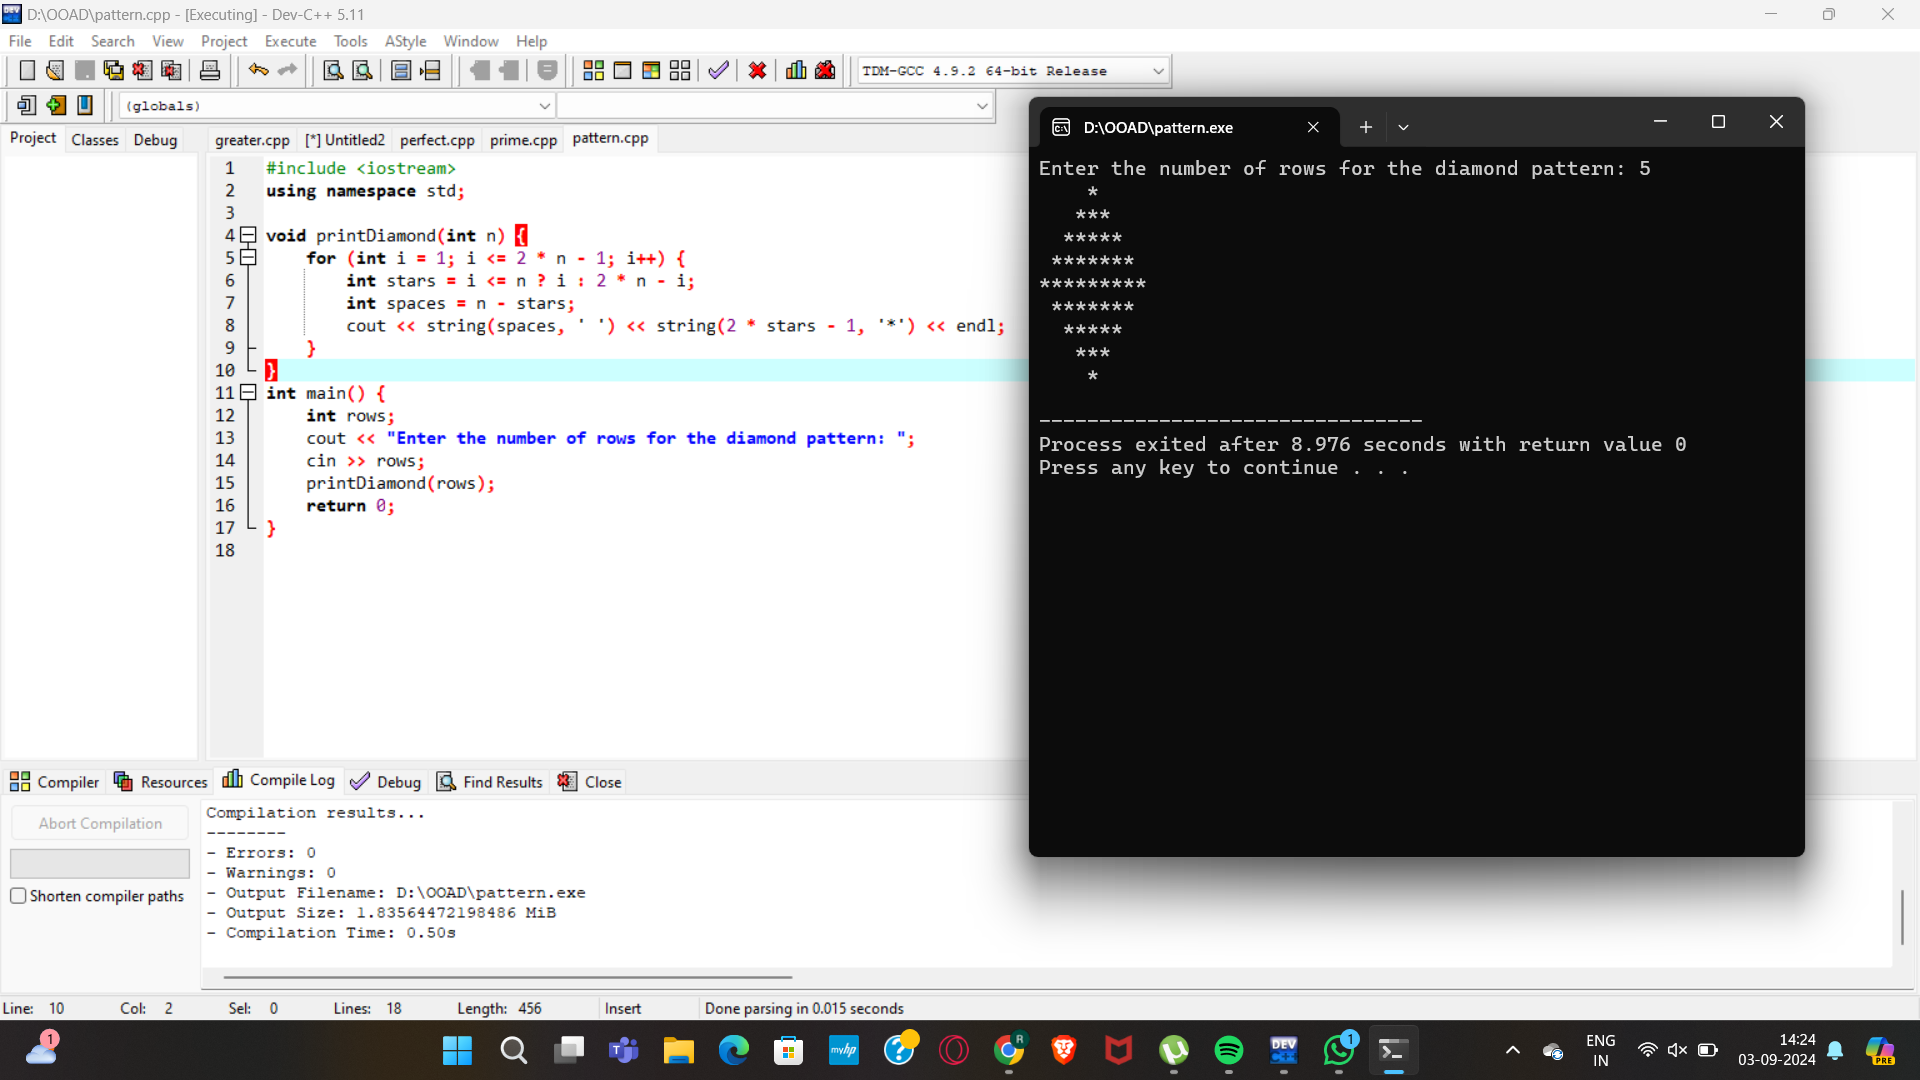 D:\OOAD\pattern.cpp - [Executing] - Dev-C++ 5.11
File Edit Search View Project Execute Tools AStyle Window Help
TDM-GCC 4.9.2 64-bit Release
(globals)
Project Classes Debug
greater.cpp [*] Untitled2 perfect.cpp prime.cpp pattern.cpp
1 #include <iostream>
2 using namespace std;
3
4 void printDiamond(int n) {
5     for (int i = 1; i <= 2 * n - 1; i++) {
6         int stars = i <= n ? i : 2 * n - i;
7         int spaces = n - stars;
8         cout << string(spaces, ' ') << string(2 * stars - 1, '*') << endl;
9     }
10 }
11 int main() {
12     int rows;
13     cout << "Enter the number of rows for the diamond pattern: ";
14     cin >> rows;
15     printDiamond(rows);
16     return 0;
17 }
18
D:\OOAD\pattern.exe
Enter the number of rows for the diamond pattern: 5
    *
   ***
  *****
 *******
*********
 *******
  *****
   ***
    *
--------------------------------
Process exited after 8.976 seconds with return value 0
Press any key to continue . . .
Compiler Resources Compile Log Debug Find Results Close
Abort Compilation
Shorten compiler paths
Compilation results...
--------
- Errors: 0
- Warnings: 0
- Output Filename: D:\OOAD\pattern.exe
- Output Size: 1.83564472198486 MiB
- Compilation Time: 0.50s
Line: 10 Col: 2 Sel: 0 Lines: 18 Length: 456 Insert Done parsing in 0.015 seconds
1
myhp
R
DEV
C++
1
ENG
IN
14:24
03-09-2024
PRE